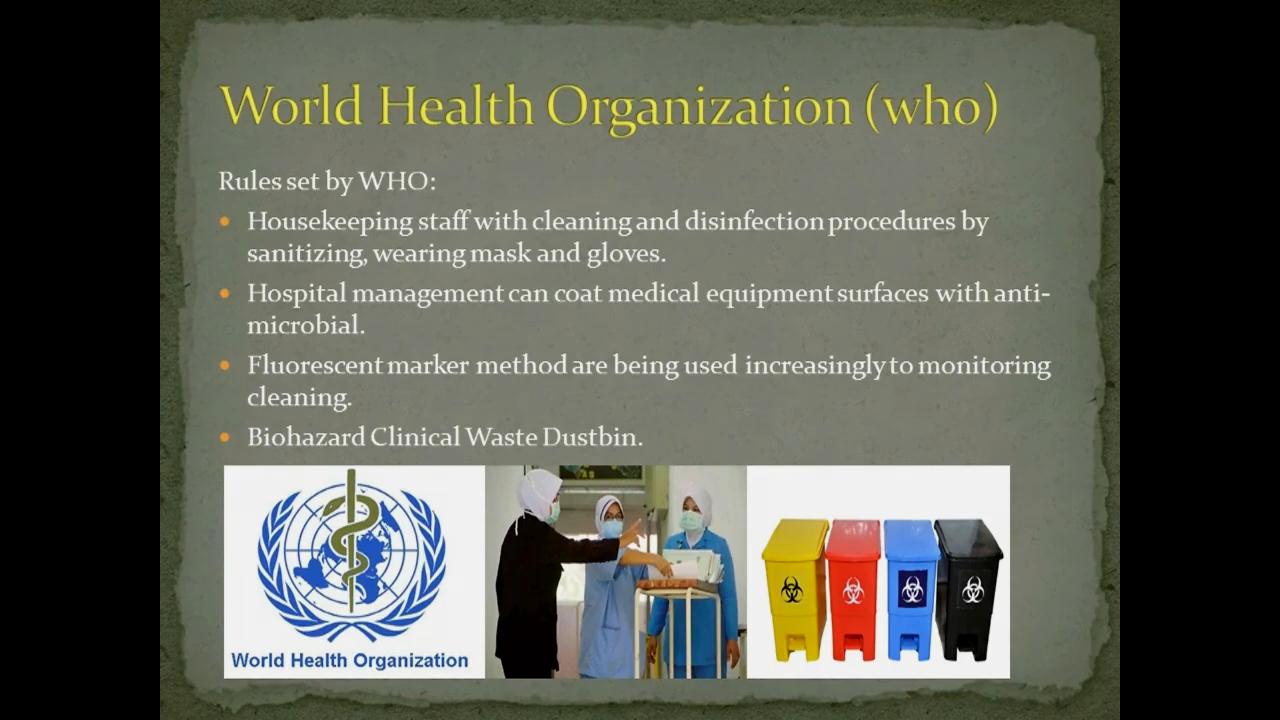 World Health Organization (who)
Rules set by WHO:
• Housekeeping staff with cleaning and disinfection procedures by
sanitizing, wearing mask and gloves.
• Hospital management can coat medical equipment surfaces with anti-
microbial.
• Fluorescent marker method are being used increasingly to monitoring
cleaning.
• Biohazard Clinical Waste Dustbin.
World Health Organization